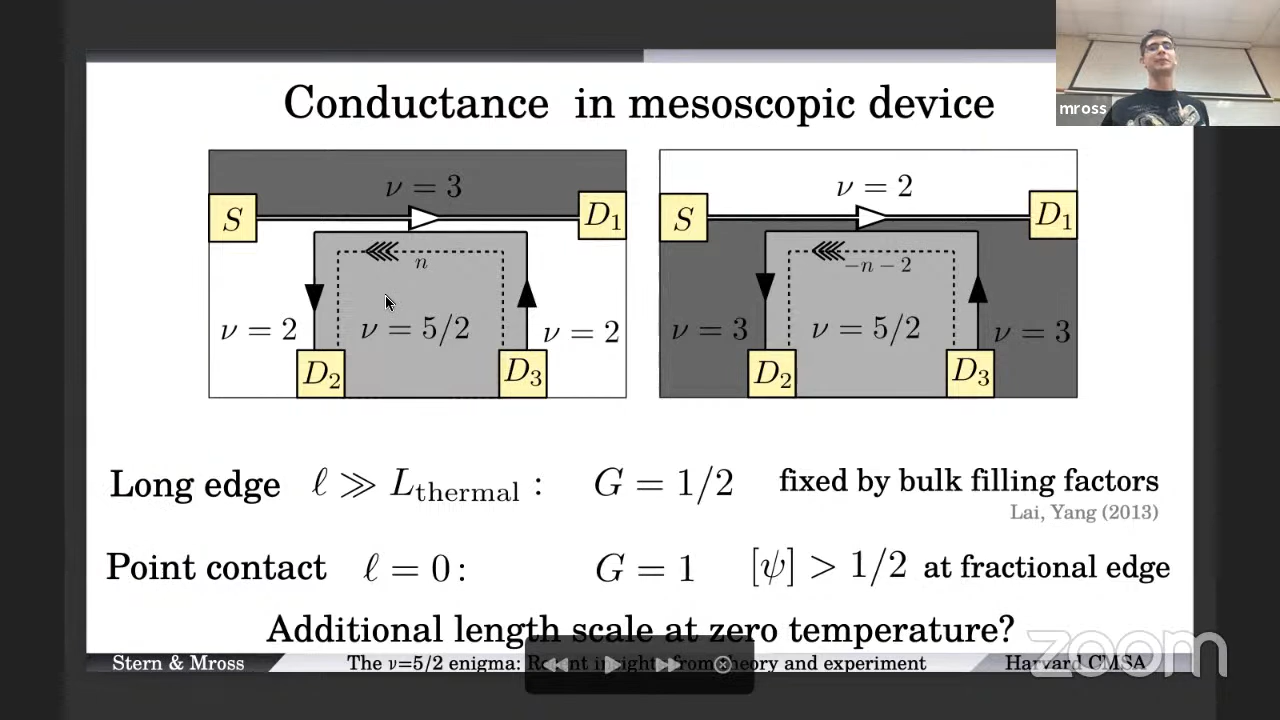 Conductance in mesoscopic device
mross
ν = 3
S
D₁
n
ν = 2
ν = 5/2
ν = 2
D₂
D₃
ν = 2
S
D₁
−n − 2
ν = 3
ν = 5/2
ν = 3
D₂
D₃
Long edge ℓ ≫ L_thermal : G = 1/2 fixed by bulk filling factors
Lai, Yang (2013)
Point contact ℓ = 0 : G = 1 [ψ] > 1/2 at fractional edge
Additional length scale at zero temperature?
Stern & Mross The ν=5/2 enigma: Recent insights from theory and experiment Harvard CMSA
zoom